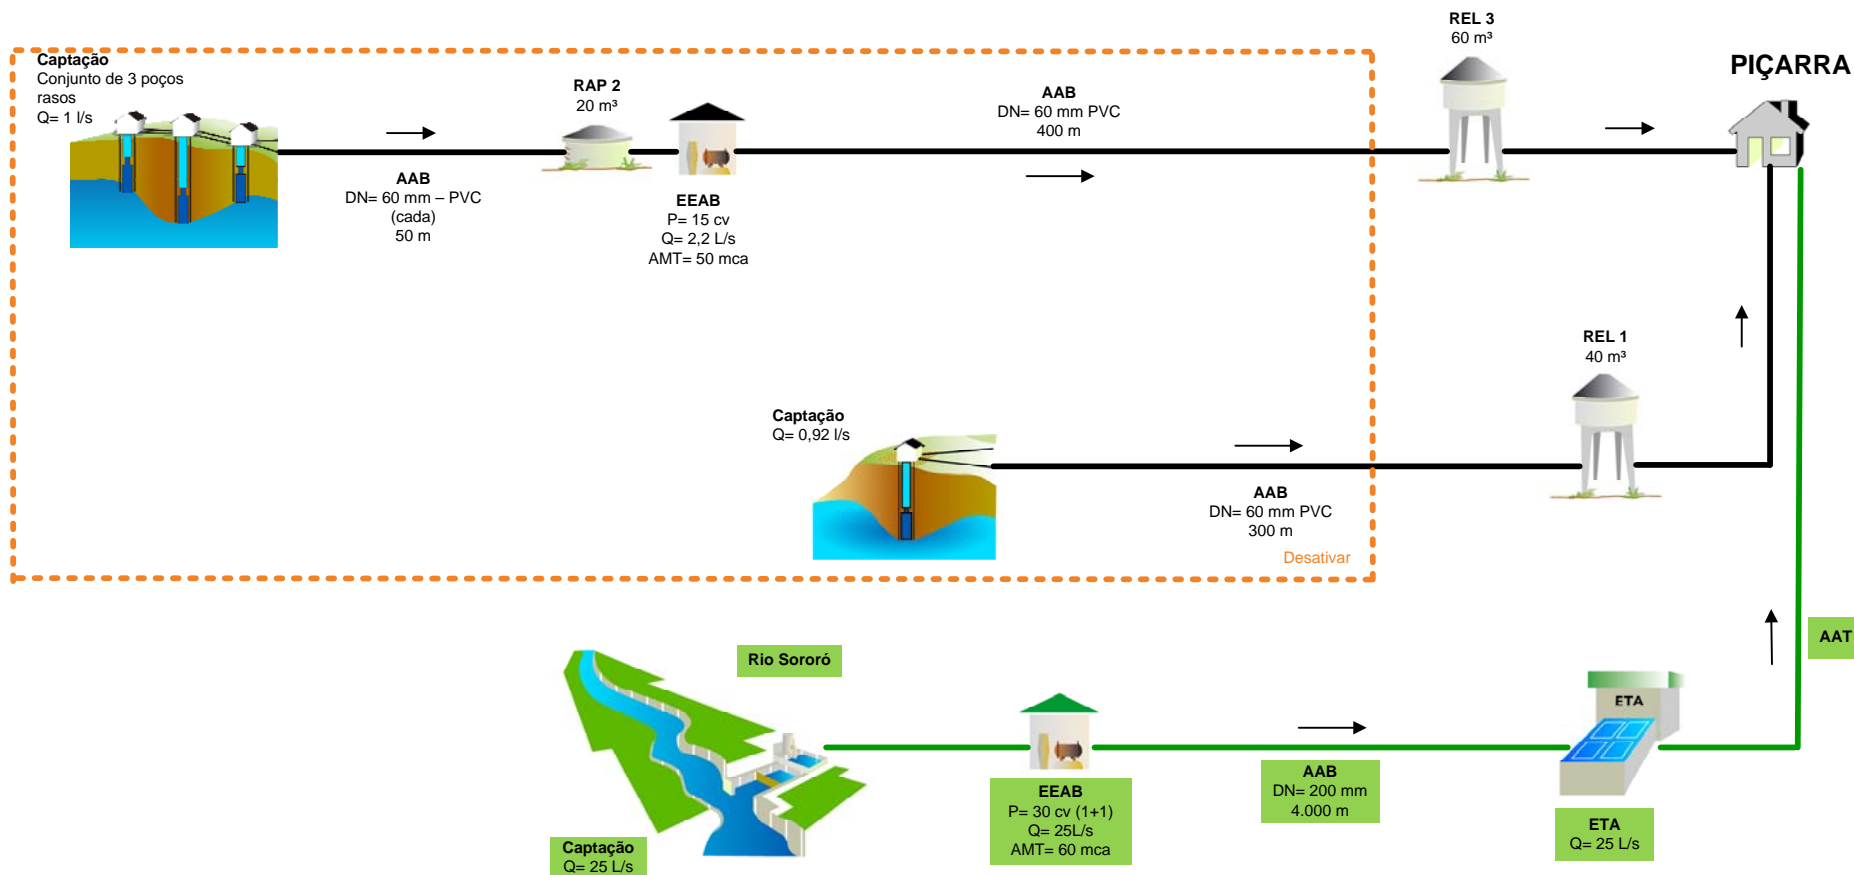 REL 3
60 m³
PIÇARRA
Captação
Conjunto de 3 poços
rasos
Q= 1 l/s
RAP 2
20 m³
AAB
DN= 60 mm PVC
400 m
AAB
DN= 60 mm – PVC
(cada)
50 m
EEAB
P= 15 cv
Q= 2,2 L/s
AMT= 50 mca
REL 1
40 m³
Captação
Q= 0,92 l/s
AAB
DN= 60 mm PVC
300 m
Desativar
Rio Sororó
AAT
ETA
EEAB
P= 30 cv (1+1)
Q= 25L/s
AMT= 60 mca
AAB
DN= 200 mm
4.000 m
ETA
Q= 25 L/s
Captação
Q= 25 L/s